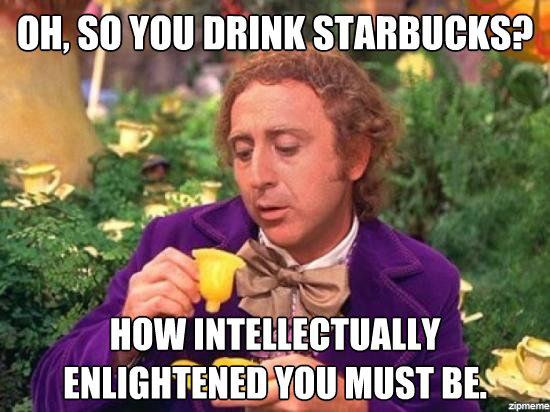 OH, SO YOU DRINK STARBUCKS?
HOW INTELLECTUALLY
ENLIGHTENED YOU MUST BE.
zipmeme